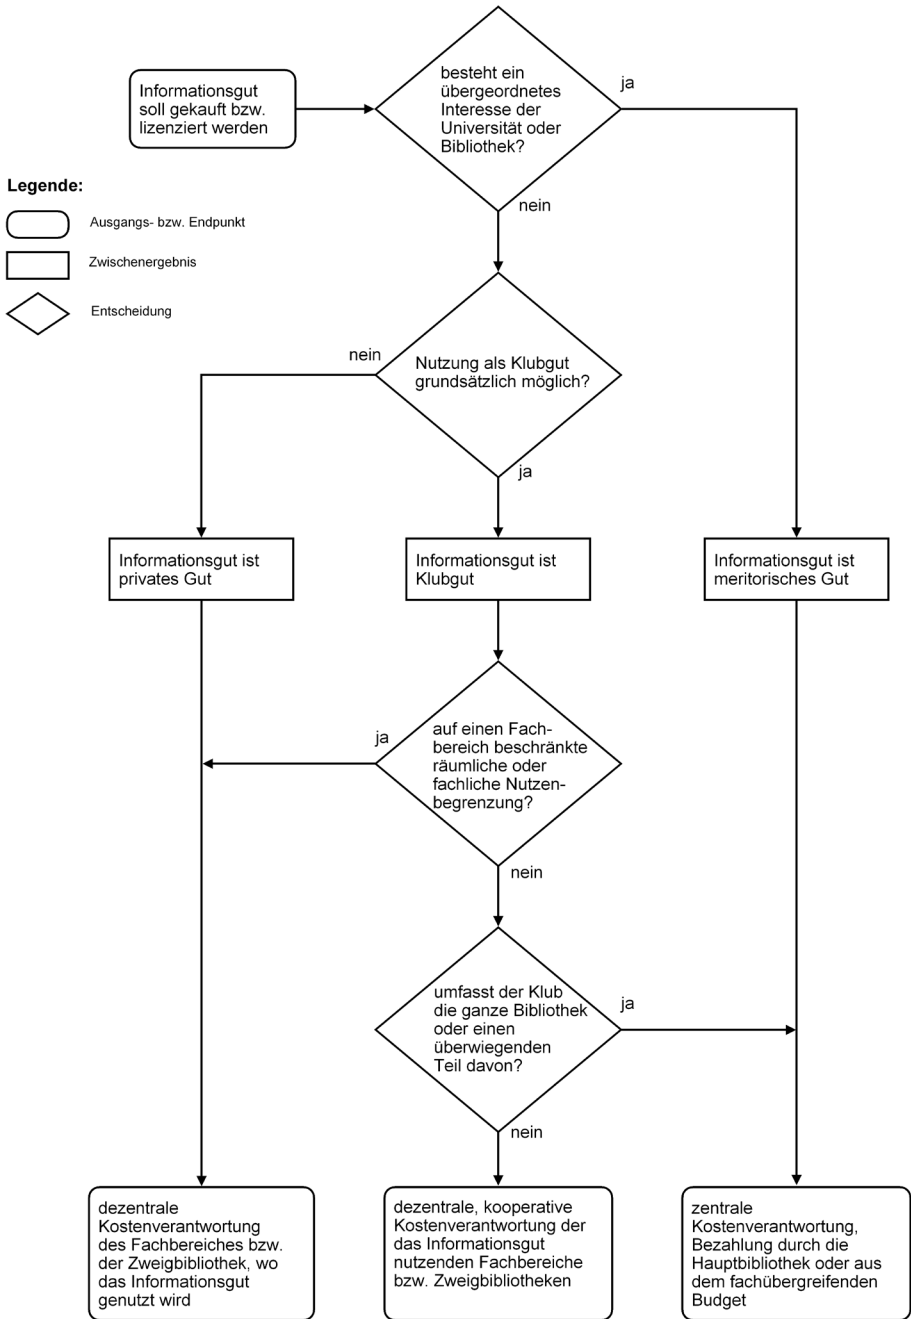 Informationsgut
soll gekauft bzw.
lizenziert werden
besteht ein
übergeordnetes
Interesse der
Universität oder
Bibliothek?
ja
nein
Legende:
Ausgangs- bzw. Endpunkt
Zwischenergebnis
Entscheidung
nein
Nutzung als Klubgut
grundsätzlich möglich?
ja
Informationsgut ist
privates Gut
Informationsgut ist
Klubgut
Informationsgut ist
meritorisches Gut
ja
auf einen Fach-
bereich beschränkte
räumliche oder
fachliche Nutzen-
begrenzung?
nein
umfasst der Klub
die ganze Bibliothek
oder einen
überwiegenden
Teil davon?
ja
nein
dezentrale
Kostenverantwortung
des Fachbereiches bzw.
der Zweigbibliothek, wo
das Informationsgut
genutzt wird
dezentrale, kooperative
Kostenverantwortung der
das Informationsgut
nutzenden Fachbereiche
bzw. Zweigbibliotheken
zentrale
Kostenverantwortung,
Bezahlung durch die
Hauptbibliothek oder aus
dem fachübergreifenden
Budget